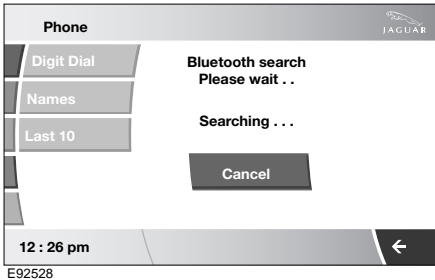 Phone
JAGUAR
Digit Dial
Names
Last 10
Bluetooth search
Please wait . .
Searching . . .
Cancel
12 : 26 pm
E92528